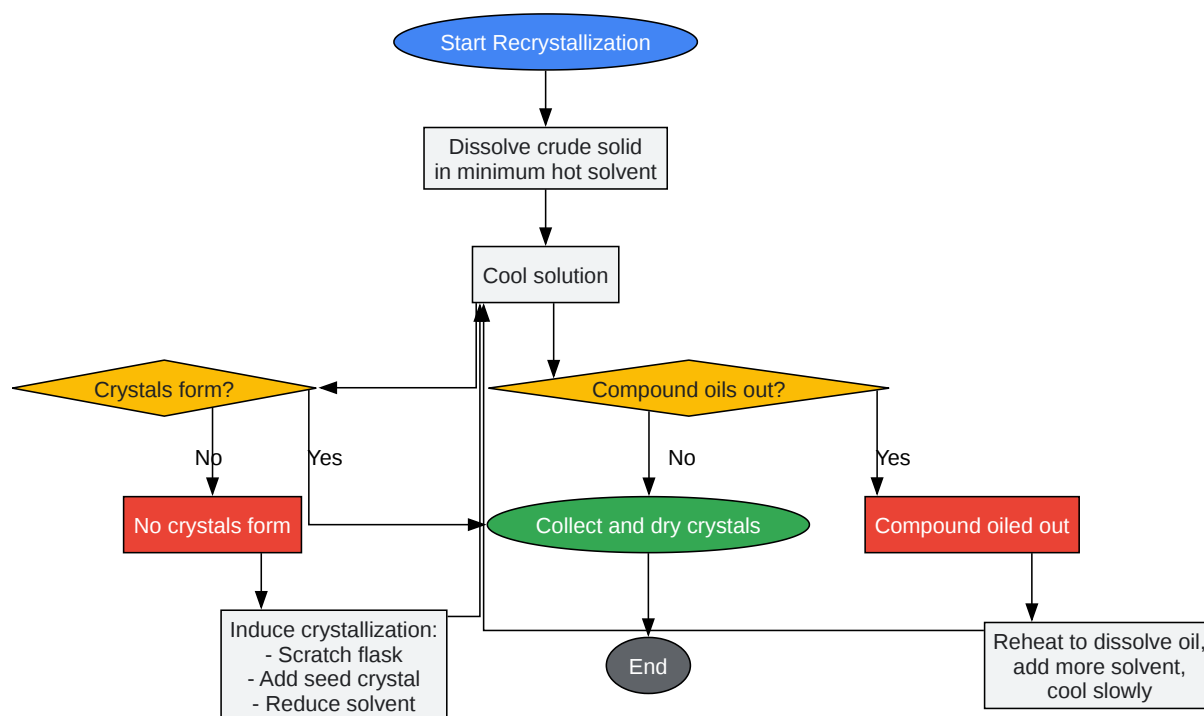 Start Recrystallization
Dissolve crude solid
in minimum hot solvent
Cool solution
Crystals form?
Compound oils out?
No
Yes
No
Yes
No crystals form
Collect and dry crystals
Compound oiled out
Induce crystallization:
- Scratch flask
- Add seed crystal
- Reduce solvent
End
Reheat to dissolve oil,
add more solvent,
cool slowly